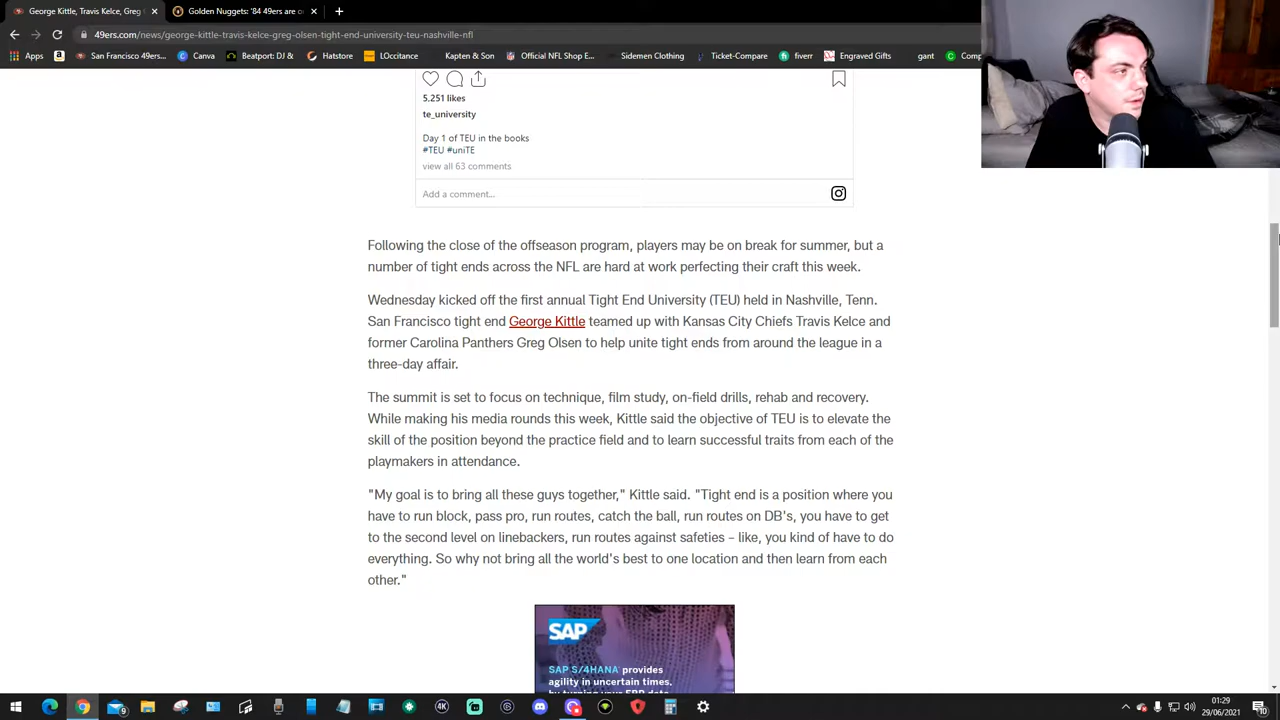 George Kittle, Travis Kelce, Greg
Golden Nuggets: '84 49ers are o
49ers.com/news/george-kittle-travis-kelce-greg-olsen-tight-end-university-teu-nashville-nfl
Apps
San Francisco 49ers...
Canva
Beatport: DJ &
Hatstore
LOccitance
Kapten & Son
Official NFL Shop E...
Sidemen Clothing
Ticket-Compare
fiverr
Engraved Gifts
gant
Comp
5,251 likes
te_university
Day 1 of TEU in the books
#TEU #uniTE
view all 63 comments
Add a comment...
Following the close of the offseason program, players may be on break for summer, but a
number of tight ends across the NFL are hard at work perfecting their craft this week.
Wednesday kicked off the first annual Tight End University (TEU) held in Nashville, Tenn.
San Francisco tight end George Kittle teamed up with Kansas City Chiefs Travis Kelce and
former Carolina Panthers Greg Olsen to help unite tight ends from around the league in a
three-day affair.
The summit is set to focus on technique, film study, on-field drills, rehab and recovery.
While making his media rounds this week, Kittle said the objective of TEU is to elevate the
skill of the position beyond the practice field and to learn successful traits from each of the
playmakers in attendance.
"My goal is to bring all these guys together," Kittle said. "Tight end is a position where you
have to run block, pass pro, run routes, catch the ball, run routes on DB's, you have to get
to the second level on linebackers, run routes against safeties – like, you kind of have to do
everything. So why not bring all the world's best to one location and then learn from each
other."
SAP
SAP S/4HANA provides
agility in uncertain times,
by turning your ERP data
4K
01:29
29/06/2021